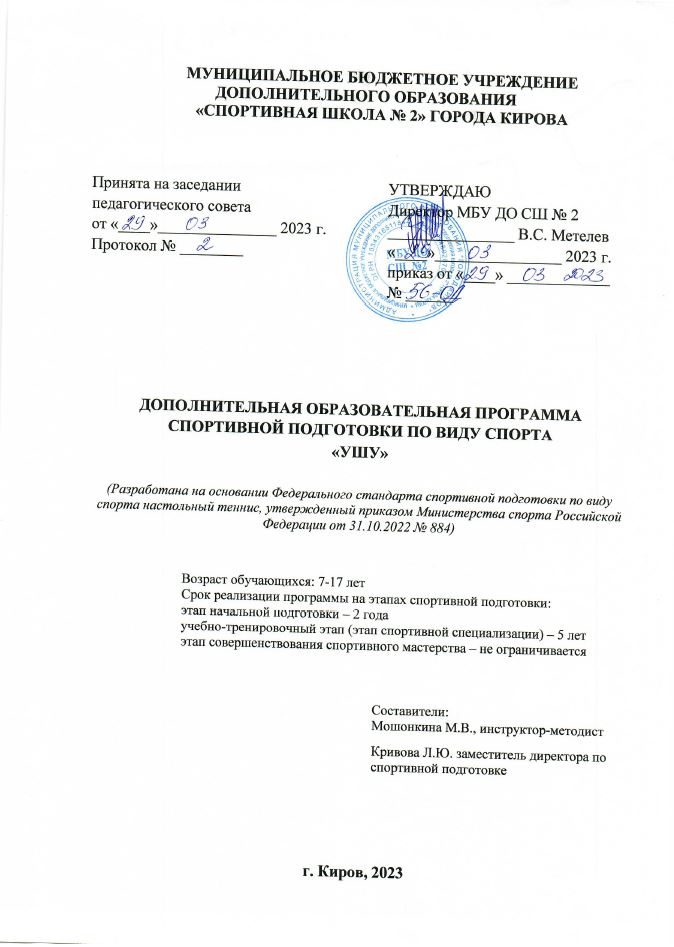 МУНИЦИПАЛЬНОЕ БЮДЖЕТНОЕ УЧРЕЖДЕНИЕ
ДОПОЛНИТЕЛЬНОГО ОБРАЗОВАНИЯ
«СПОРТИВНАЯ ШКОЛА № 2» ГОРОДА КИРОВА
Принята на заседании
педагогического совета
от «29» 03 2023 г.
Протокол № 2
УТВЕРЖДАЮ
Директор МБУ ДО СШ № 2
В.С. Метелев
« » 03 2023 г.
приказ от «29» 03 2023
№ 56
СШ №2
ДОПОЛНИТЕЛЬНАЯ ОБРАЗОВАТЕЛЬНАЯ ПРОГРАММА
СПОРТИВНОЙ ПОДГОТОВКИ ПО ВИДУ СПОРТА
«УШУ»
(Разработана на основании Федерального стандарта спортивной подготовки по виду
спорта настольный теннис, утвержденный приказом Министерства спорта Российской
Федерации от 31.10.2022 № 884)
Возраст обучающихся: 7-17 лет
Срок реализации программы на этапах спортивной подготовки:
этап начальной подготовки – 2 года
учебно-тренировочный этап (этап спортивной специализации) – 5 лет
этап совершенствования спортивного мастерства – не ограничивается
Составители:
Мошонкина М.В., инструктор-методист
Кривова Л.Ю. заместитель директора по
спортивной подготовке
г. Киров, 2023